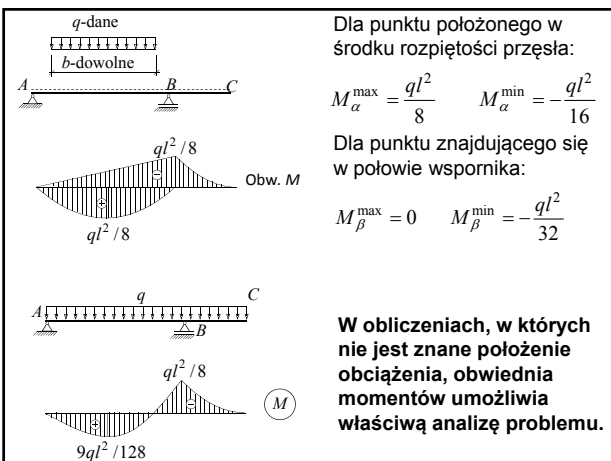 q-dane
b-dowolne
A B C
ql²/8
Obw. M
ql²/8
q
A C
B
ql²/8
M
9ql²/128
Dla punktu położonego w
środku rozpiętości przęsła:
M_α^max = ql²/8 M_α^min = −ql²/16
Dla punktu znajdującego się
w połowie wspornika:
M_β^max = 0 M_β^min = −ql²/32
W obliczeniach, w których
nie jest znane położenie
obciążenia, obwiednia
momentów umożliwia
właściwą analizę problemu.